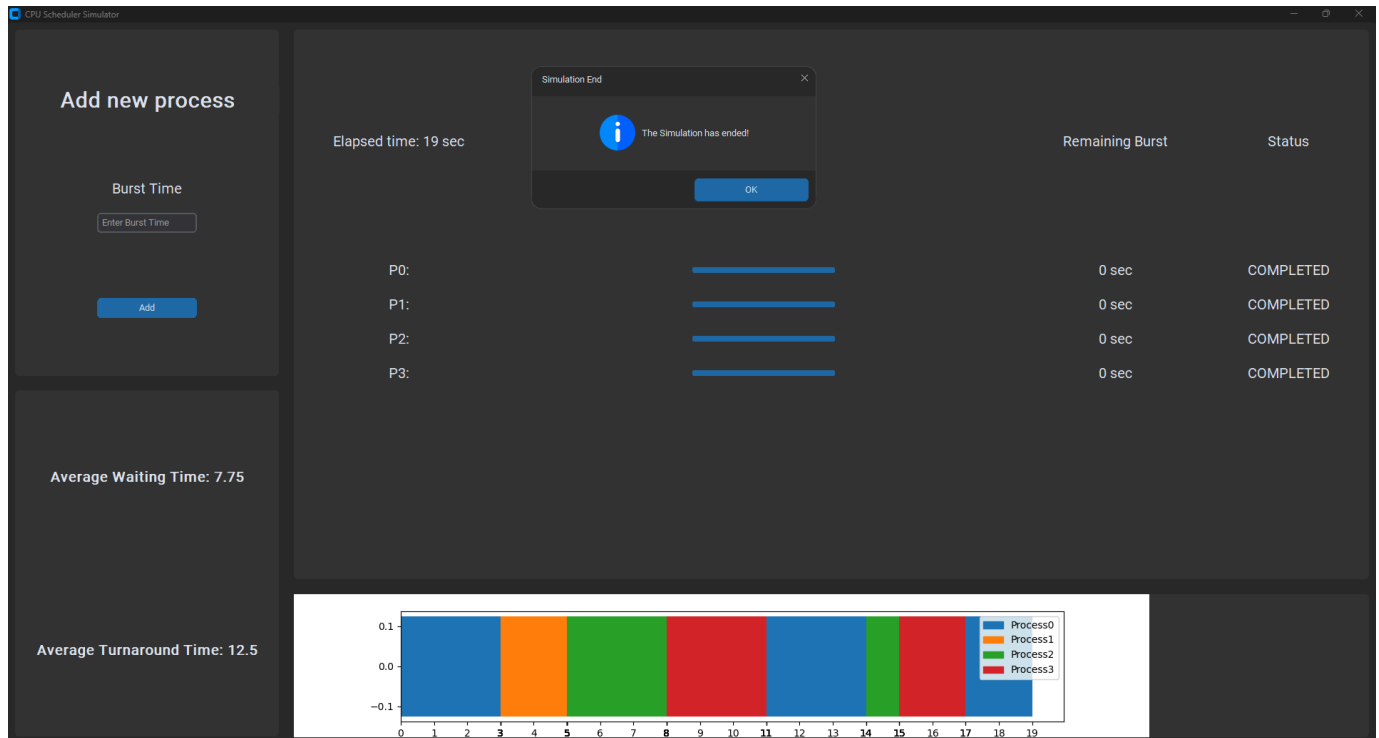 CPU Scheduler Simulator
Add new process
Burst Time
Enter Burst Time
Add
Average Waiting Time: 7.75
Average Turnaround Time: 12.5
Elapsed time: 19 sec
Simulation End
The Simulation has ended!
OK
Remaining Burst
Status
P0:
0 sec
COMPLETED
P1:
0 sec
COMPLETED
P2:
0 sec
COMPLETED
P3:
0 sec
COMPLETED
0.1
0.0
−0.1
Process0
Process1
Process2
Process3
0 1 2 3 4 5 6 7 8 9 10 11 12 13 14 15 16 17 18 19